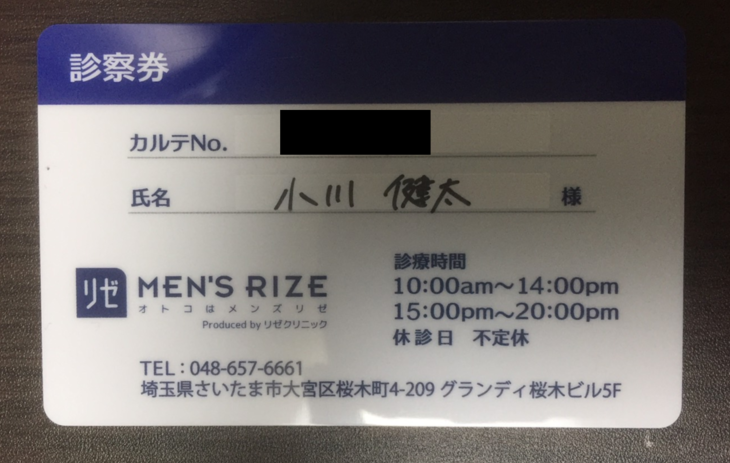 診察券
カルテNo.
氏名 小川 健太 様
リゼ MEN'S RIZE
オトコはメンズリゼ
Produced by リゼクリニック
診療時間
10:00am～14:00pm
15:00pm～20:00pm
休診日 不定休
TEL：048-657-6661
埼玉県さいたま市大宮区桜木町4-209 グランディ桜木ビル5F